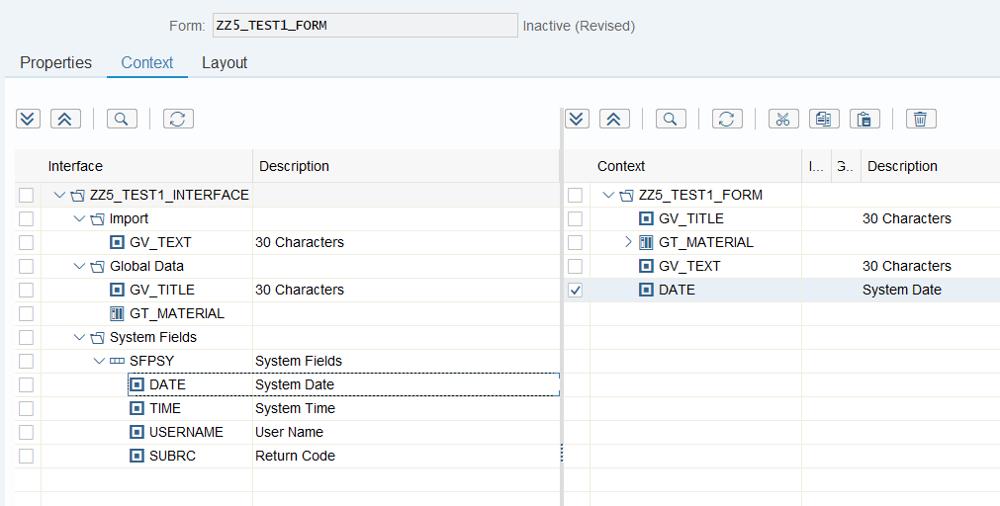 Form: ZZ5_TEST1_FORM Inactive (Revised)
Properties Context Layout
Interface Description
ZZ5_TEST1_INTERFACE
Import
GV_TEXT 30 Characters
Global Data
GV_TITLE 30 Characters
GT_MATERIAL
System Fields
SFPSY System Fields
DATE System Date
TIME System Time
USERNAME User Name
SUBRC Return Code
Context I... G.. Description
ZZ5_TEST1_FORM
GV_TITLE 30 Characters
GT_MATERIAL
GV_TEXT 30 Characters
DATE System Date